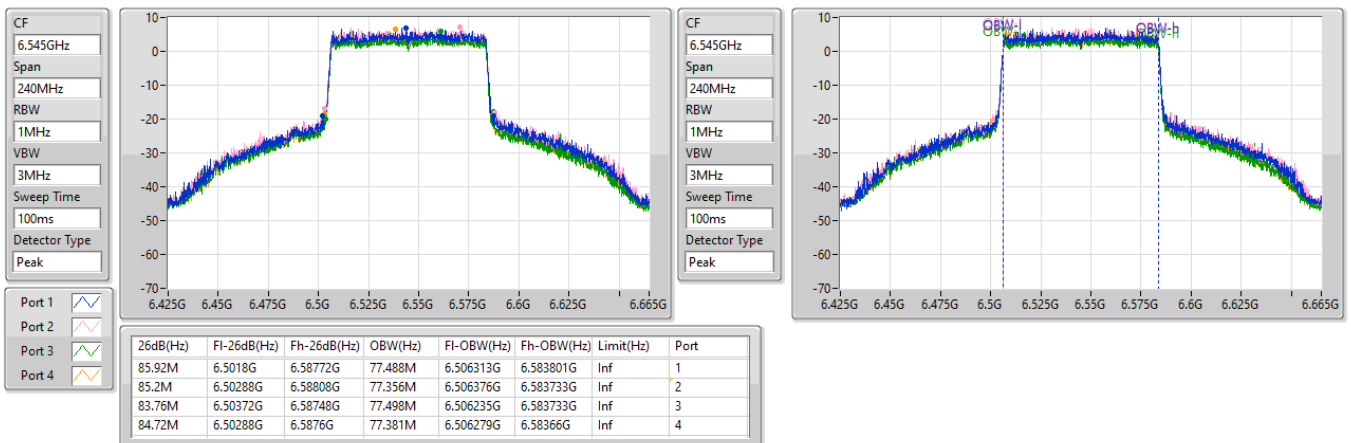 CF
6.545GHz
Span
240MHz
RBW
1MHz
VBW
3MHz
Sweep Time
100ms
Detector Type
Peak
10
0
-10
-20
-30
-40
-50
-60
-70
6.425G 6.45G 6.475G 6.5G 6.525G 6.55G 6.575G 6.6G 6.625G 6.665G
CF
6.545GHz
Span
240MHz
RBW
1MHz
VBW
3MHz
Sweep Time
100ms
Detector Type
Peak
10
0
-10
-20
-30
-40
-50
-60
-70
OBW-l OBW-h
6.425G 6.45G 6.475G 6.5G 6.525G 6.55G 6.575G 6.6G 6.625G 6.665G
Port 1
Port 2
Port 3
Port 4
26dB(Hz) Fl-26dB(Hz) Fh-26dB(Hz) OBW(Hz) Fl-OBW(Hz) Fh-OBW(Hz) Limit(Hz) Port
85.92M 6.5018G 6.58772G 77.488M 6.506313G 6.583801G Inf 1
85.2M 6.50288G 6.58808G 77.356M 6.506376G 6.583733G Inf 2
83.76M 6.50372G 6.58748G 77.498M 6.506235G 6.583733G Inf 3
84.72M 6.50288G 6.5876G 77.381M 6.506279G 6.58366G Inf 4